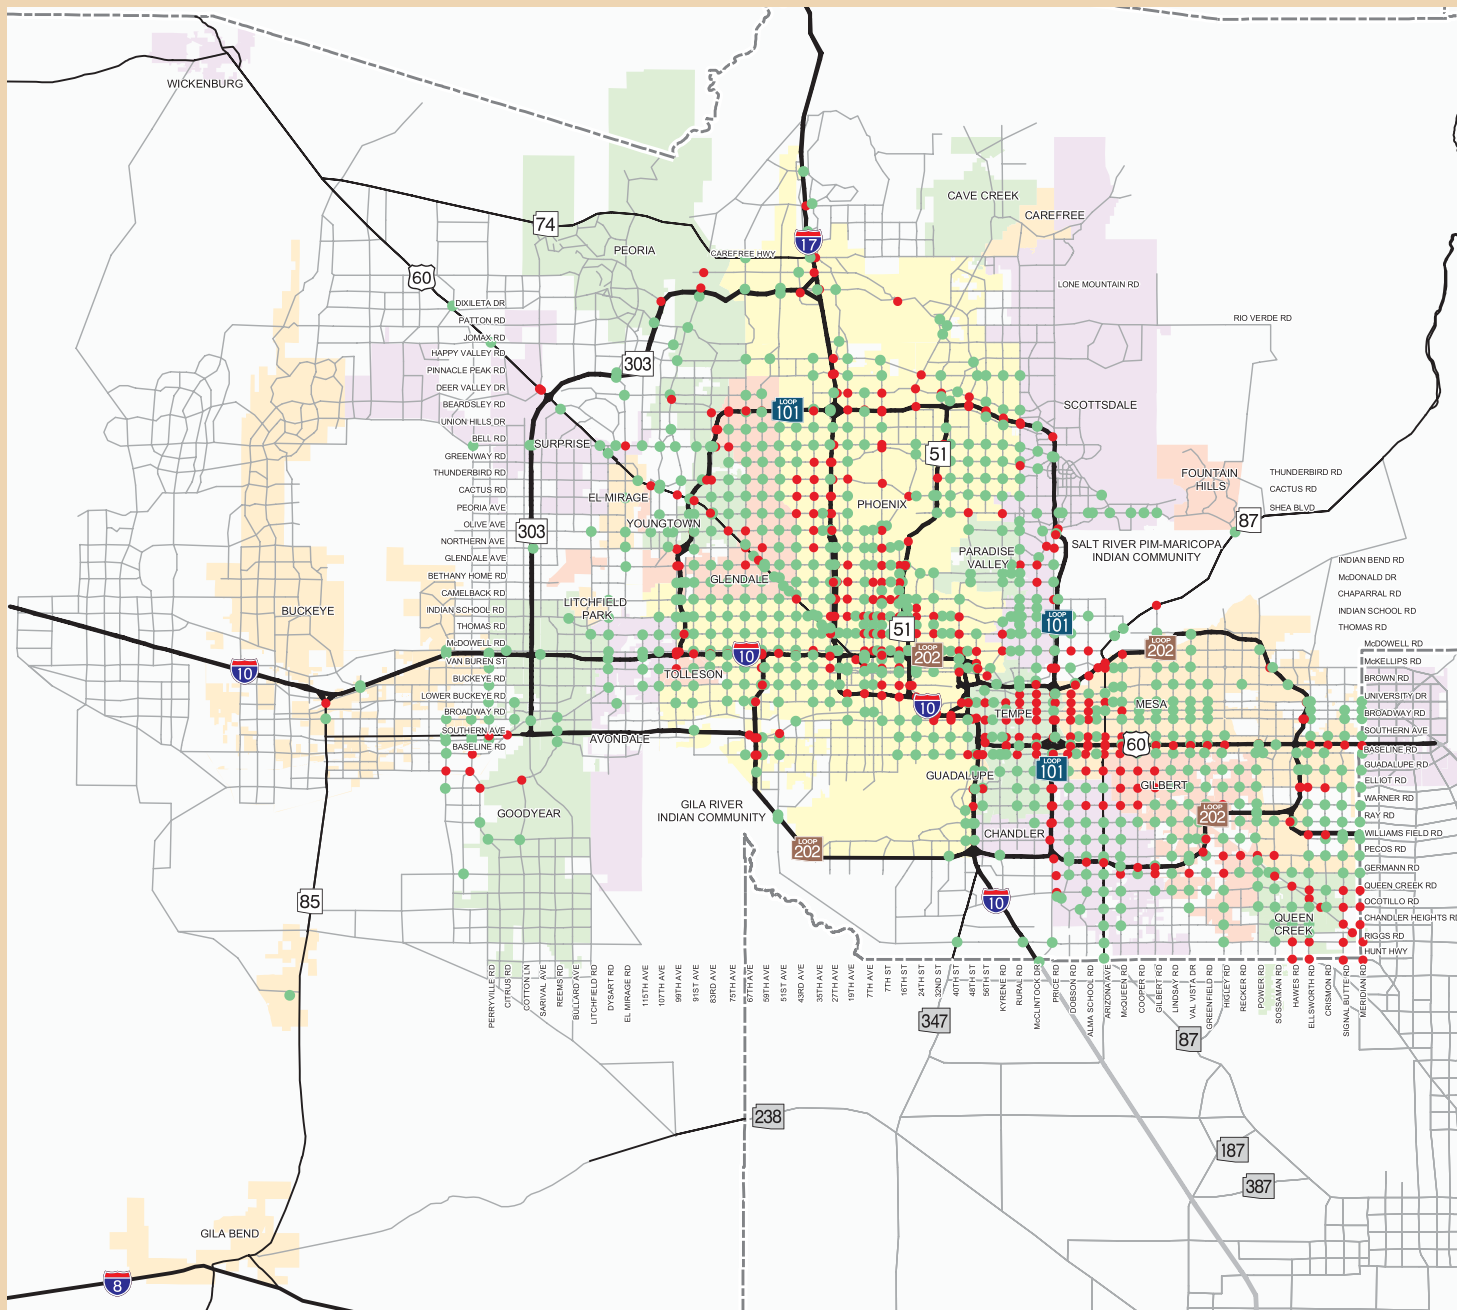 WICKENBURG
CAVE CREEK
CAREFREE
74
17
PEORIA
CAREFREE HWY
60
LONE MOUNTAIN RD
DIXILETA DR
PATTON RD
RIO VERDE RD
JOMAX RD
HAPPY VALLEY RD
303
PINNACLE PEAK RD
DEER VALLEY DR
BEARDSLEY RD
LOOP
101
SCOTTSDALE
UNION HILLS DR
BELL RD
SURPRISE
51
GREENWAY RD
THUNDERBIRD RD
FOUNTAIN
HILLS
THUNDERBIRD RD
CACTUS RD
CACTUS RD
EL MIRAGE
PHOENIX
PEORIA AVE
SHEA BLVD
OLIVE AVE
YOUNGTOWN
87
303
NORTHERN AVE
PARADISE
VALLEY
SALT RIVER PIM-MARICOPA
INDIAN COMMUNITY
GLENDALE AVE
INDIAN BEND RD
BETHANY HOME RD
GLENDALE
McDONALD DR
CAMELBACK RD
CHAPARRAL RD
BUCKEYE
INDIAN SCHOOL RD
LITCHFIELD
PARK
INDIAN SCHOOL RD
THOMAS RD
LOOP
101
THOMAS RD
51
McDOWELL RD
McDOWELL RD
LOOP
202
LOOP
202
10
VAN BUREN ST
McKELLIPS RD
10
TOLLESON
BUCKEYE RD
BROWN RD
LOWER BUCKEYE RD
UNIVERSITY DR
10
MESA
BROADWAY RD
TEMPE
BROADWAY RD
SOUTHERN AVE
SOUTHERN AVE
AVONDALE
60
BASELINE RD
BASELINE RD
GUADALUPE RD
GUADALUPE
LOOP
101
ELLIOT RD
GILBERT
WARNER RD
GOODYEAR
GILA RIVER
INDIAN COMMUNITY
LOOP
202
RAY RD
CHANDLER
WILLIAMS FIELD RD
LOOP
202
PECOS RD
GERMANN RD
QUEEN CREEK RD
85
10
OCOTILLO RD
QUEEN
CREEK
CHANDLER HEIGHTS RD
RIGGS RD
HUNT HWY
PERRYVILLE RD
CITRUS RD
COTTON LN
SARIVAL AVE
REEMS RD
BULLARD AVE
LITCHFIELD RD
DYSART RD
EL MIRAGE RD
115TH AVE
107TH AVE
99TH AVE
91ST AVE
83RD AVE
75TH AVE
67TH AVE
59TH AVE
51ST AVE
43RD AVE
35TH AVE
27TH AVE
19TH AVE
7TH AVE
7TH ST
16TH ST
24TH ST
32ND ST
40TH ST
48TH ST
56TH ST
KYRENE RD
RURAL RD
McCLINTOCK DR
PRICE RD
DOBSON RD
ALMA SCHOOL RD
ARIZONA AVE
McQUEEN RD
COOPER RD
GILBERT RD
LINDSAY RD
VAL VISTA DR
GREENFIELD RD
HIGLEY RD
RECKER RD
POWER RD
SOSSAMAN RD
HAWES RD
ELLSWORTH RD
CRISMON RD
SIGNAL BUTTE RD
MERIDIAN RD
347
87
238
187
387
GILA BEND
8